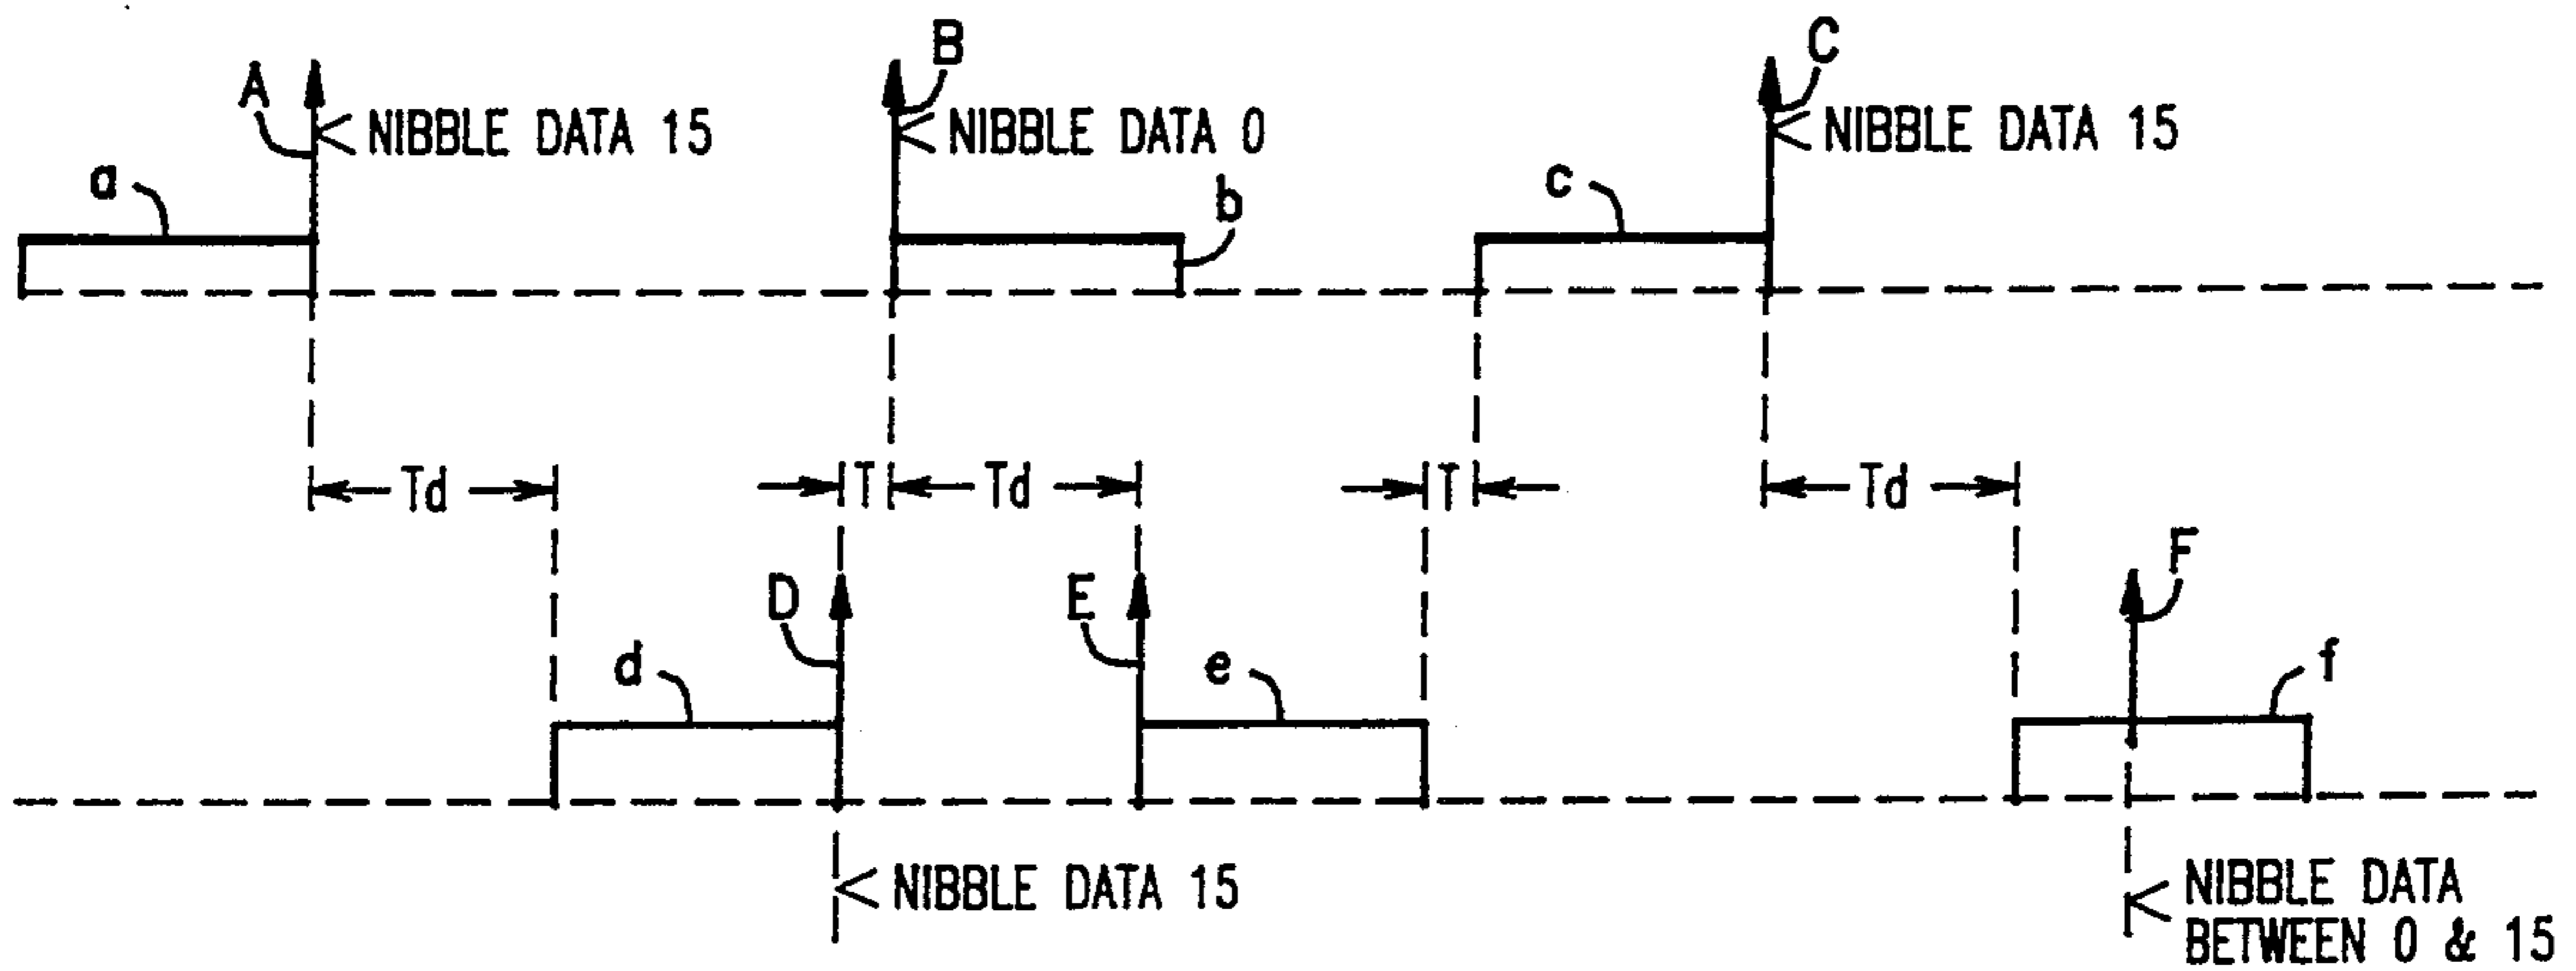 A
B
C
NIBBLE DATA 15
NIBBLE DATA 0
NIBBLE DATA 15
a
b
c
Td
T
Td
T
Td
D
E
F
d
e
f
NIBBLE DATA 15
NIBBLE DATA
BETWEEN 0 & 15